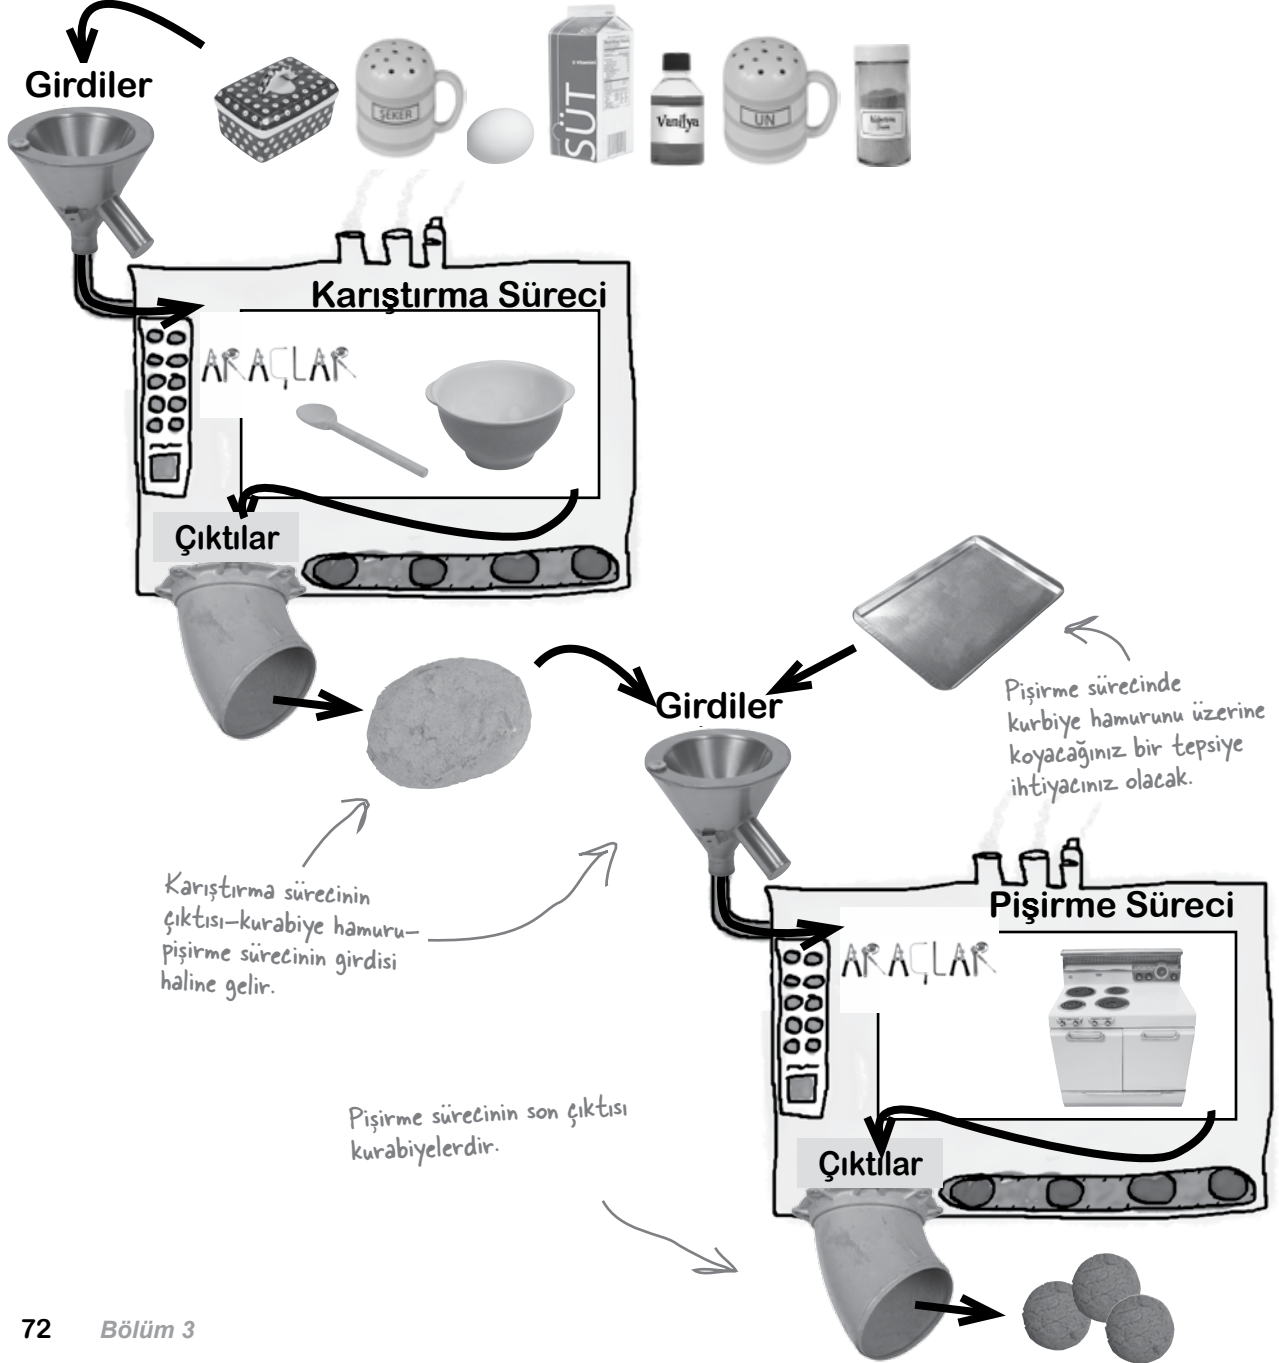 Girdiler
ŞEKER
SÜT
Vanilya
UN
Karıştırma Süreci
ARAÇLAR
Çıktılar
Girdiler
Pişirme sürecinde
kurbiye hamurunu üzerine
koyacağınız bir tepsiye
ihtiyacınız olacak.
Karıştırma sürecinin
çıktısı–kurabiye hamuru–
pişirme sürecinin girdisi
haline gelir.
Pişirme Süreci
ARAÇLAR
Pişirme sürecinin son çıktısı
kurabiyelerdir.
Çıktılar
72 Bölüm 3